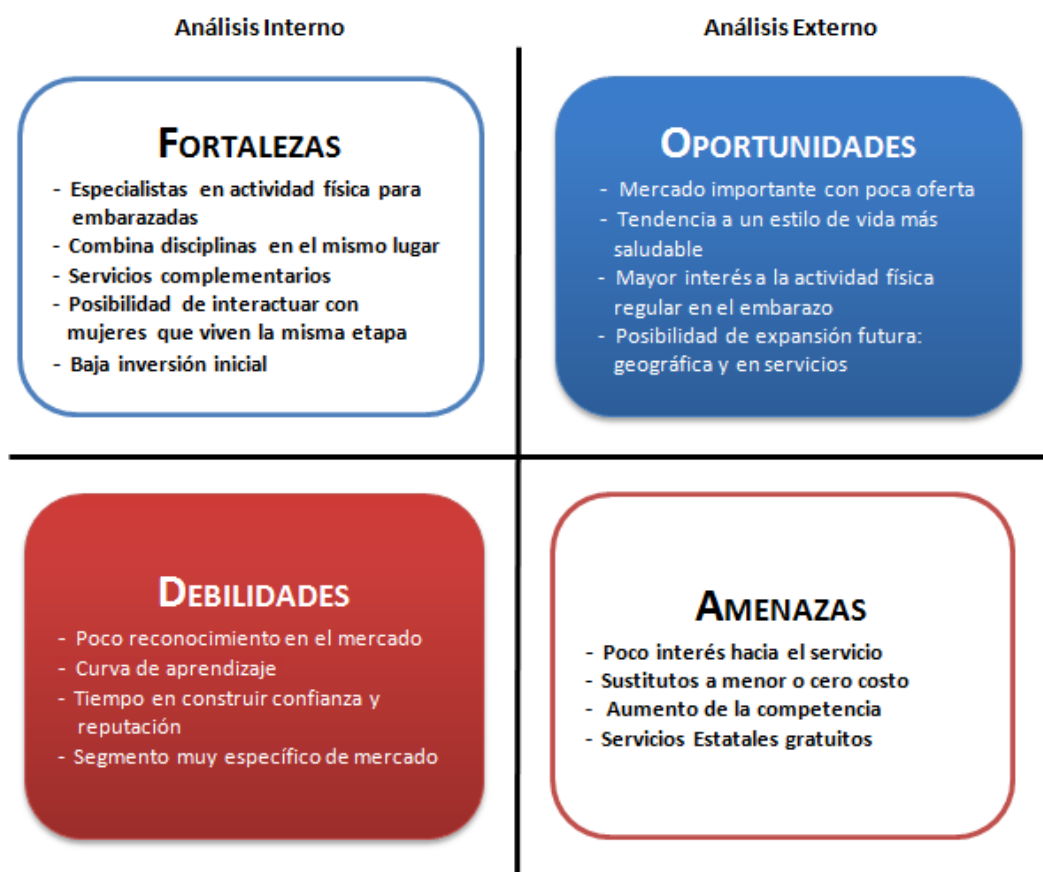 Análisis Interno
Análisis Externo
FORTALEZAS
- Especialistas en actividad física para
embarazadas
- Combina disciplinas en el mismo lugar
- Servicios complementarios
- Posibilidad de interactuar con
mujeres que viven la misma etapa
- Baja inversión inicial
OPORTUNIDADES
- Mercado importante con poca oferta
- Tendencia a un estilo de vida más
saludable
- Mayor interés a la actividad física
regular en el embarazo
- Posibilidad de expansión futura:
geográfica y en servicios
DEBILIDADES
- Poco reconocimiento en el mercado
- Curva de aprendizaje
- Tiempo en construir confianza y
reputación
- Segmento muy específico de mercado
AMENAZAS
- Poco interés hacia el servicio
- Sustitutos a menor o cero costo
- Aumento de la competencia
- Servicios Estatales gratuitos